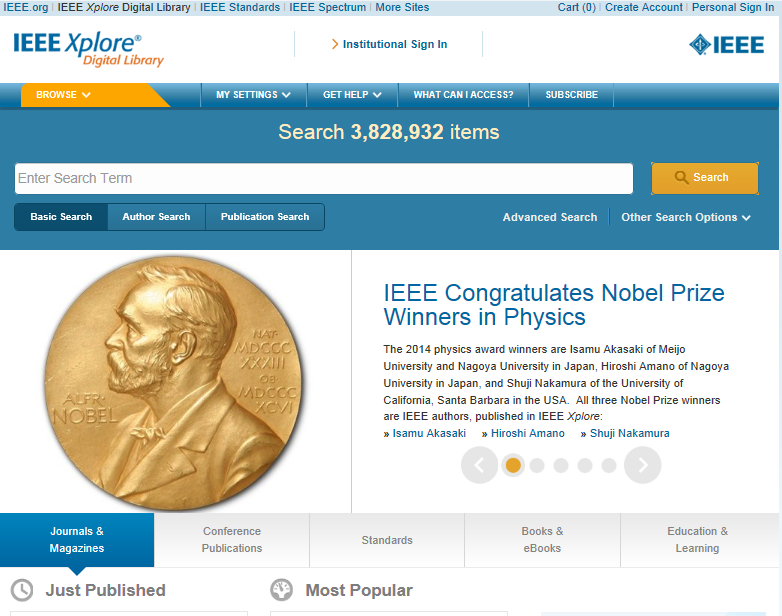 IEEE.org | IEEE Xplore Digital Library | IEEE Standards | IEEE Spectrum | More Sites
Cart (0) | Create Account | Personal Sign In
IEEE Xplore®
Digital Library
Institutional Sign In
IEEE
BROWSE
MY SETTINGS
GET HELP
WHAT CAN I ACCESS?
SUBSCRIBE
Search 3,828,932 items
Enter Search Term
Search
Basic Search
Author Search
Publication Search
Advanced Search
Other Search Options
ALFR·
NOBEL
NAT·
MDCCC
XXXIII
OB·
MDCCC
XCVI
IEEE Congratulates Nobel Prize
Winners in Physics
The 2014 physics award winners are Isamu Akasaki of Meijo
University and Nagoya University in Japan, Hiroshi Amano of Nagoya
University in Japan, and Shuji Nakamura of the University of
California, Santa Barbara in the USA. All three Nobel Prize winners
are IEEE authors, published in IEEE Xplore:
» Isamu Akasaki » Hiroshi Amano » Shuji Nakamura
Journals &
Magazines
Conference
Publications
Standards
Books &
eBooks
Education &
Learning
Just Published
Most Popular